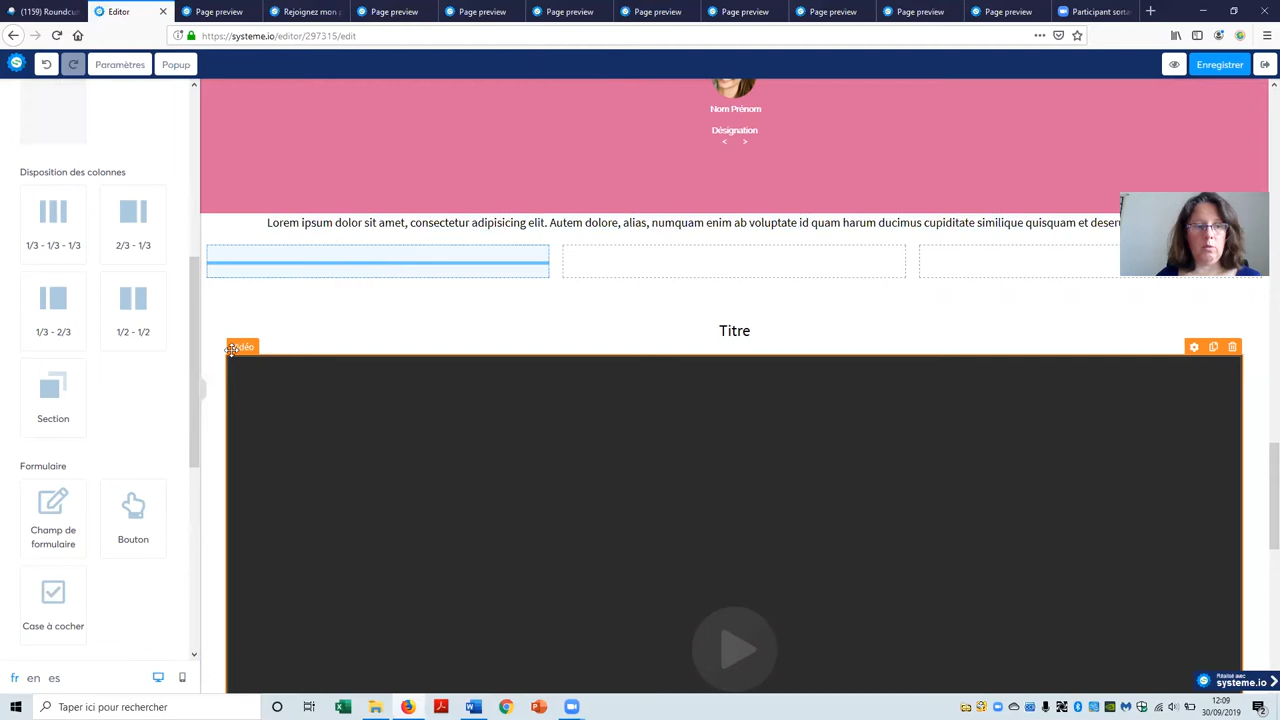 (1159) Roundcu
Editor
Page preview
Rejoignez mon
Page preview
Page preview
Page preview
Page preview
Page preview
Page preview
Page preview
Page preview
Participant sorta
https://systeme.io/editor/297315/edit
Paramètres
Popup
Enregistrer
Nom Prénom
Désignation
< >
Disposition des colonnes
1/3 - 1/3 - 1/3
2/3 - 1/3
Lorem ipsum dolor sit amet, consectetur adipisicing elit. Autem dolore, alias, numquam enim ab voluptate id quam harum ducimus cupiditate similique quisquam et deser
1/3 - 2/3
1/2 - 1/2
Titre
Vidéo
Section
Formulaire
Champ de
formulaire
Bouton
Case à cocher
fr en es
Réalisé avec
systeme.io
Taper ici pour rechercher
12:09
30/09/2019